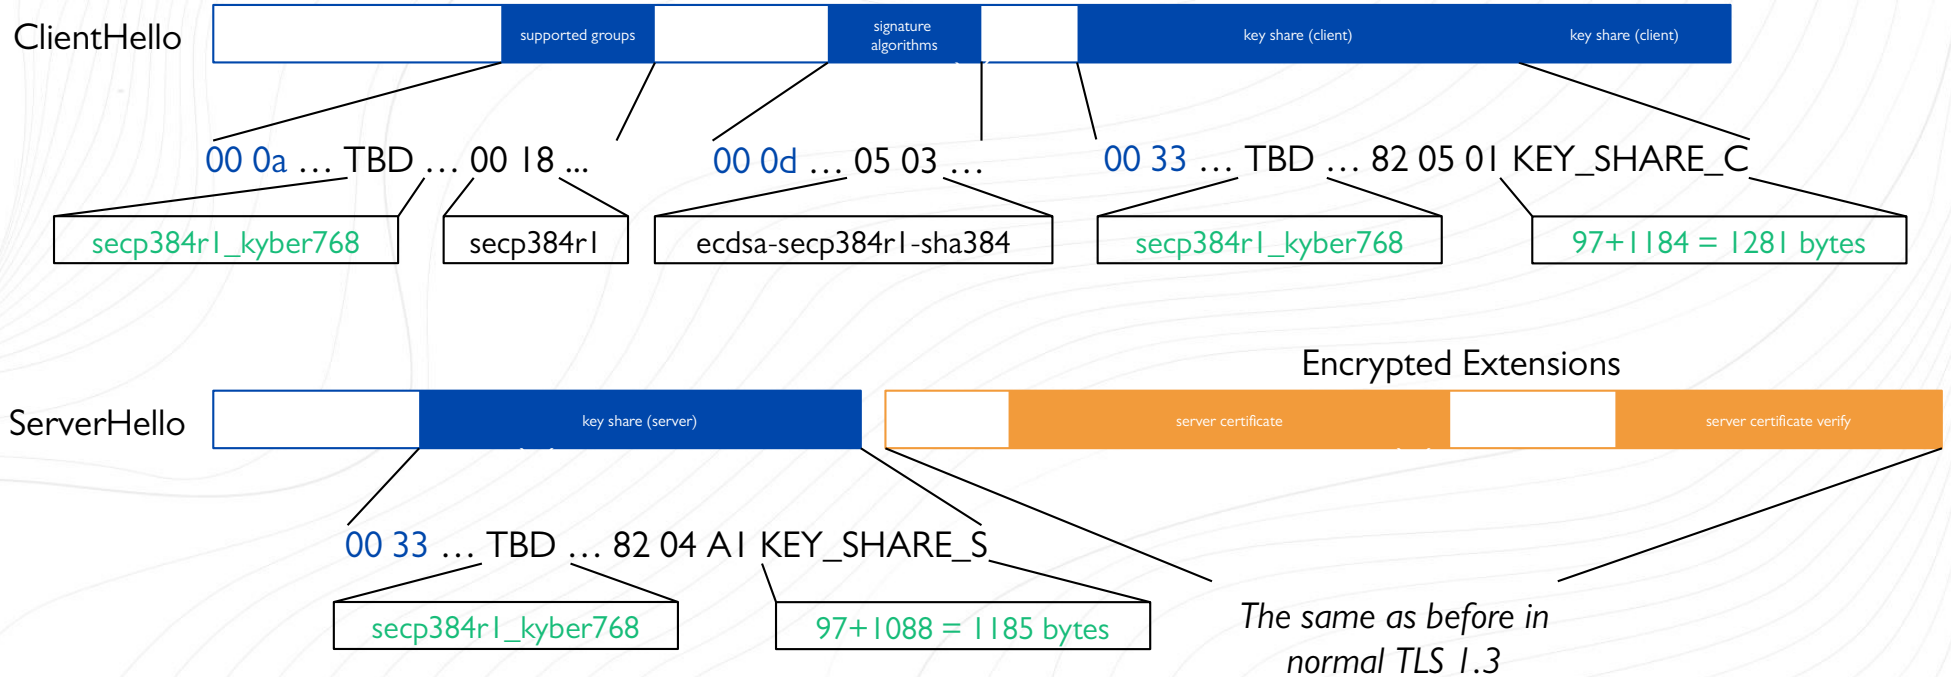 ClientHello
supported groups
signature
algorithms
key share (client)
key share (client)
00 0a … TBD … 00 18 ...
00 0d … 05 03 …
00 33 … TBD … 82 05 01 KEY_SHARE_C
secp384r1_kyber768
secp384r1
ecdsa-secp384r1-sha384
secp384r1_kyber768
97+1184 = 1281 bytes
Encrypted Extensions
ServerHello
key share (server)
server certificate
server certificate verify
00 33 … TBD … 82 04 A1 KEY_SHARE_S
secp384r1_kyber768
97+1088 = 1185 bytes
The same as before in
normal TLS 1.3